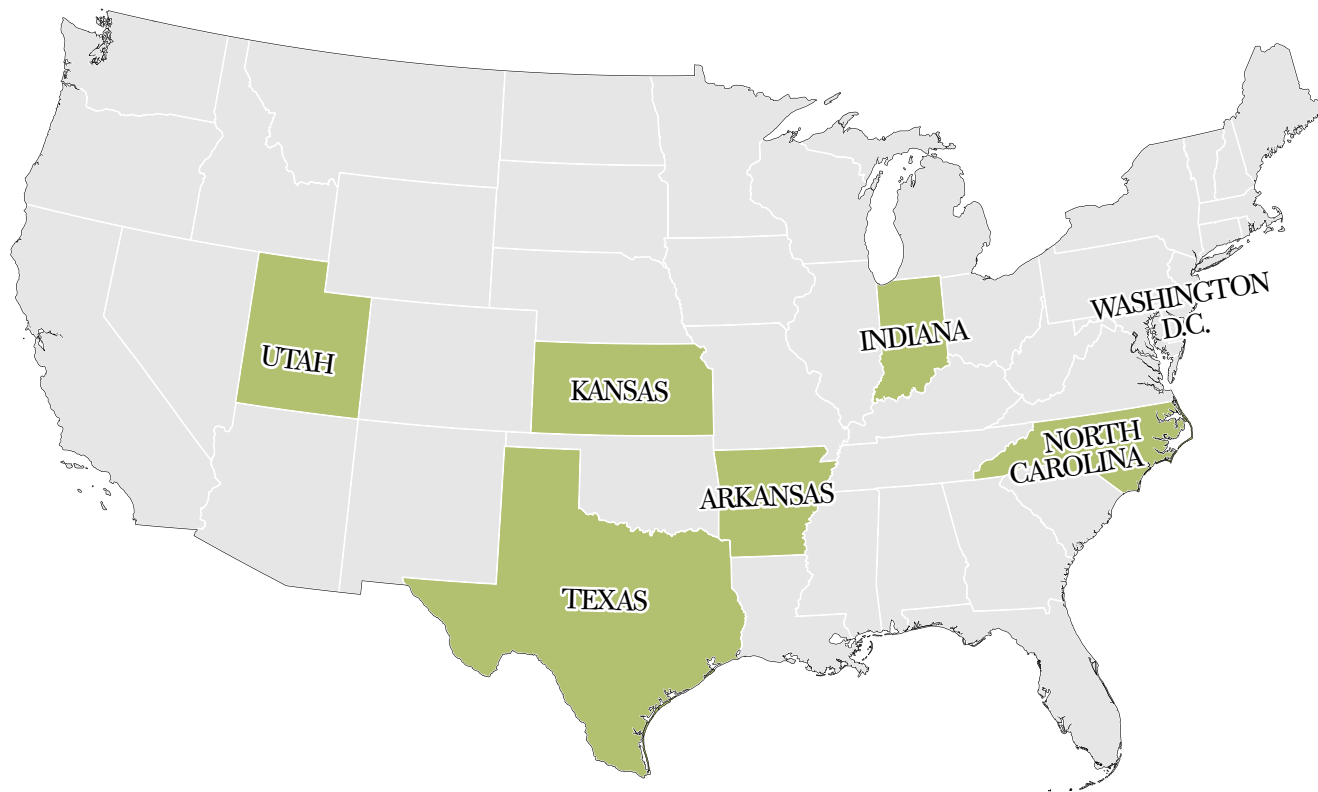 WASHINGTON
D.C.
INDIANA
UTAH
KANSAS
NORTH
CAROLINA
ARKANSAS
TEXAS